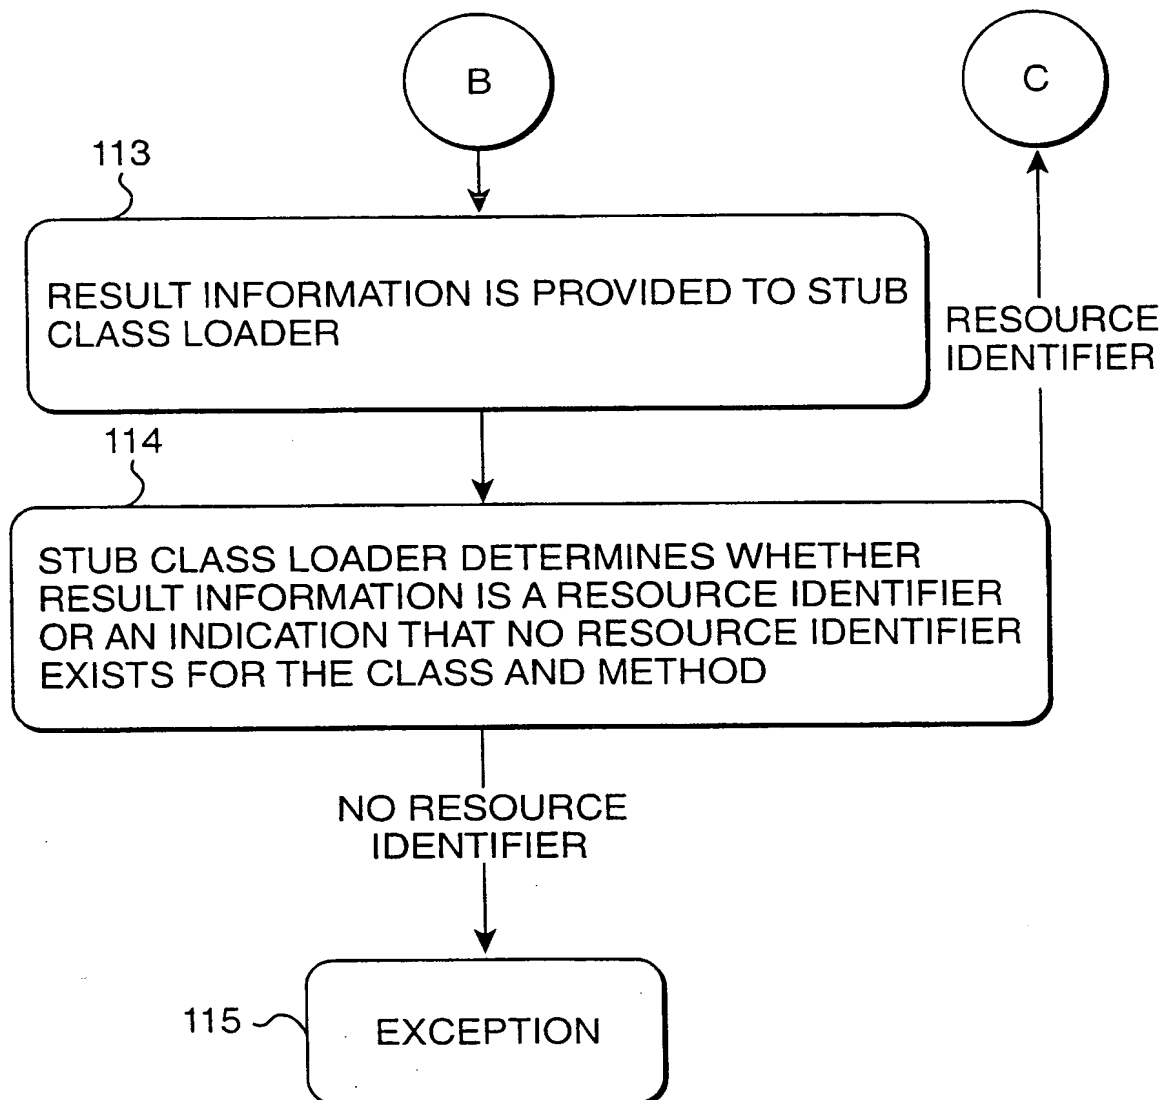 B
C
113
RESULT INFORMATION IS PROVIDED TO STUB
CLASS LOADER
RESOURCE
IDENTIFIER
114
STUB CLASS LOADER DETERMINES WHETHER
RESULT INFORMATION IS A RESOURCE IDENTIFIER
OR AN INDICATION THAT NO RESOURCE IDENTIFIER
EXISTS FOR THE CLASS AND METHOD
NO RESOURCE
IDENTIFIER
115
EXCEPTION